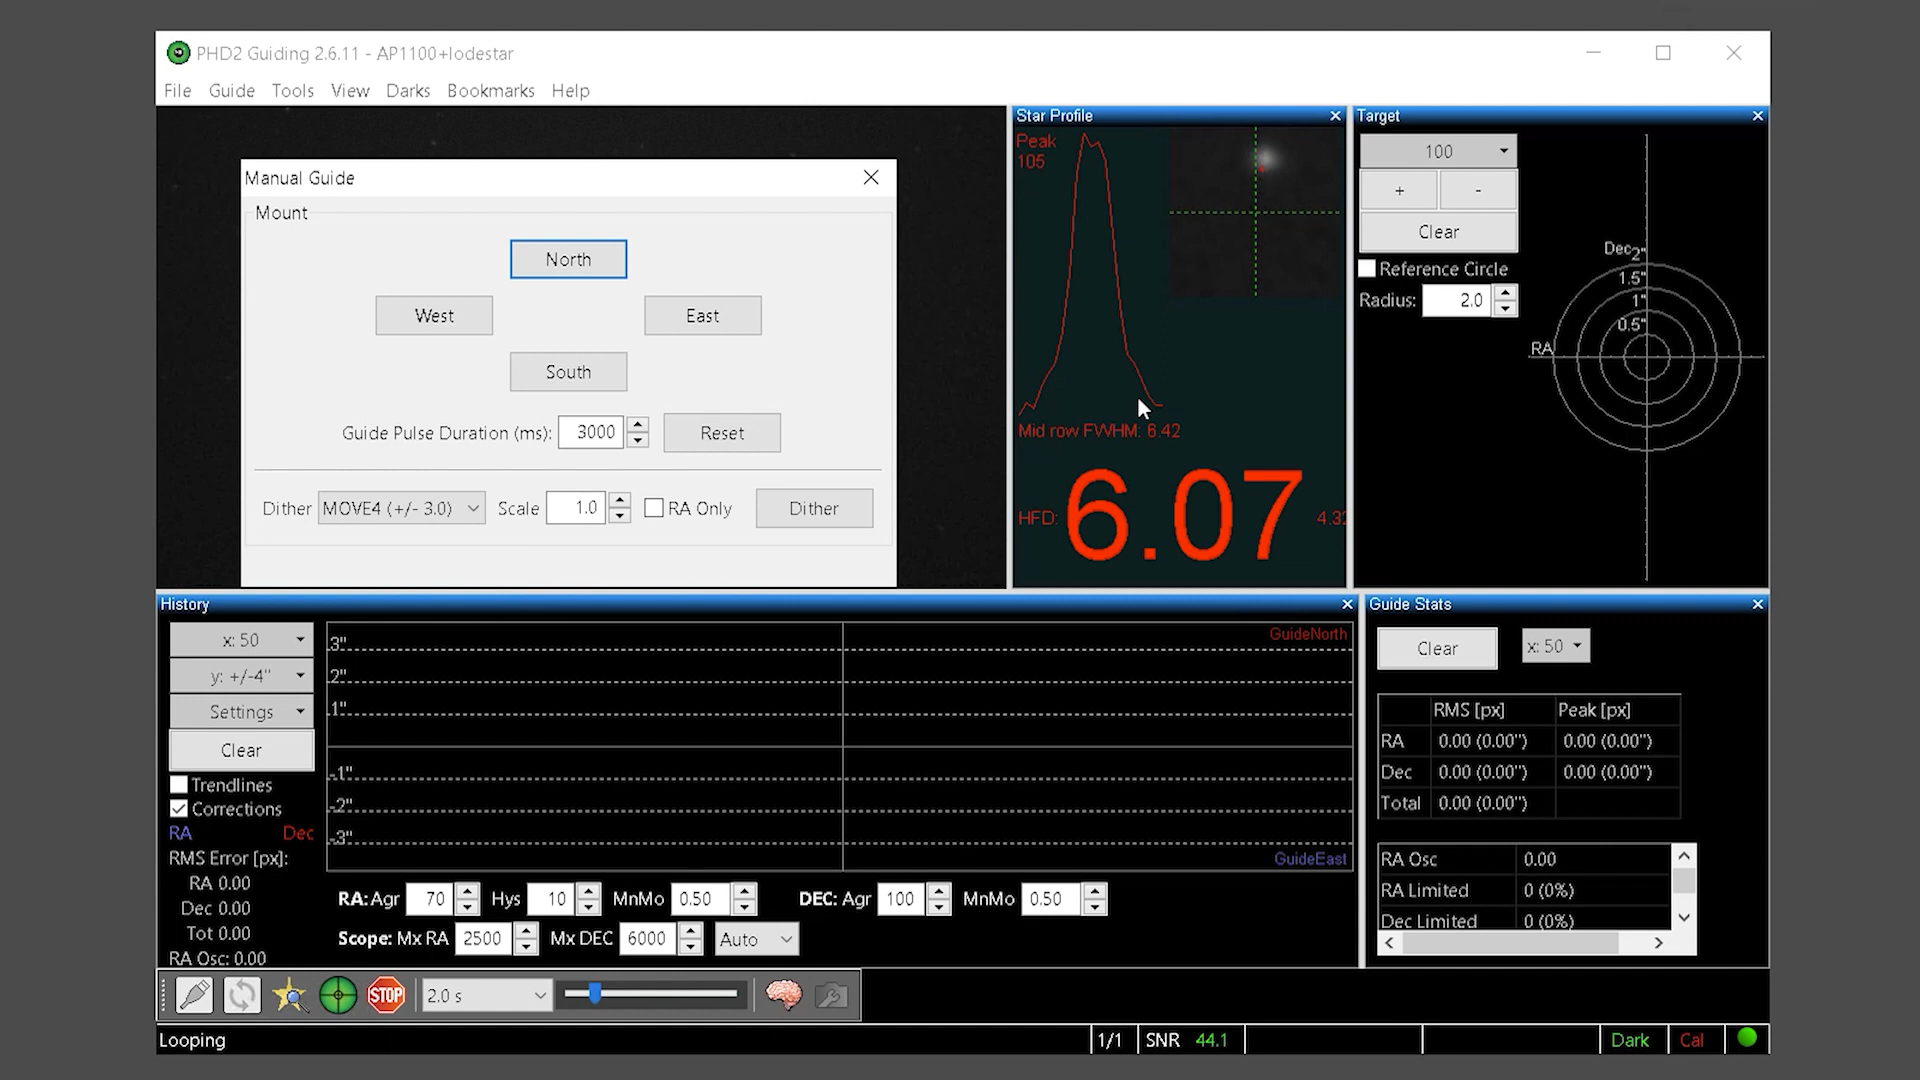 PHD2 Guiding 2.6.11 - AP1100+lodestar
File Guide Tools View Darks Bookmarks Help
Manual Guide
Mount
North
West East
South
Guide Pulse Duration (ms): 3000 Reset
Dither MOVE4 (+/- 3.0) Scale 1.0 RA Only Dither
Star Profile
Peak
105
Mid row FWHM: 6.42
HFD: 6.07 4.32
Target
100
+ -
Clear
Reference Circle
Radius: 2.0
Dec
2"
1.5"
1"
0.5"
RA
History
x: 50
y: +/-4"
Settings
Clear
Trendlines
Corrections
RA Dec
RMS Error [px]:
RA 0.00
Dec 0.00
Tot 0.00
RA Osc: 0.00
3"
2"
1"
-1"
-2"
-3"
GuideNorth
GuideEast
RA: Agr 70 Hys 10 MnMo 0.50 DEC: Agr 100 MnMo 0.50
Scope: Mx RA 2500 Mx DEC 6000 Auto
Guide Stats
Clear x: 50
RMS [px] Peak [px]
RA 0.00 (0.00") 0.00 (0.00")
Dec 0.00 (0.00") 0.00 (0.00")
Total 0.00 (0.00")
RA Osc 0.00
RA Limited 0 (0%)
Dec Limited 0 (0%)
STOP 2.0 s
Looping 1/1 SNR 44.1 Dark Cal